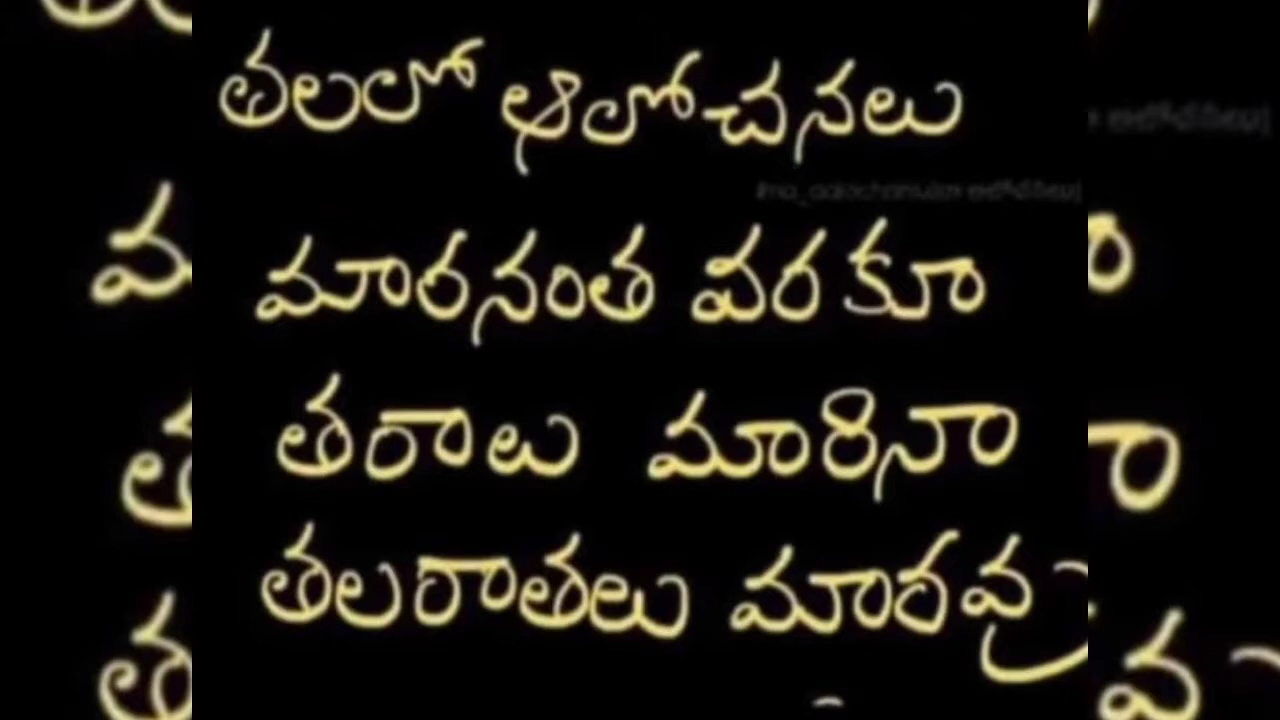 తలలో ఆలోచనలు
మారనంత వరకూ
తరాలు మారినా
తలరాతలు మారవు